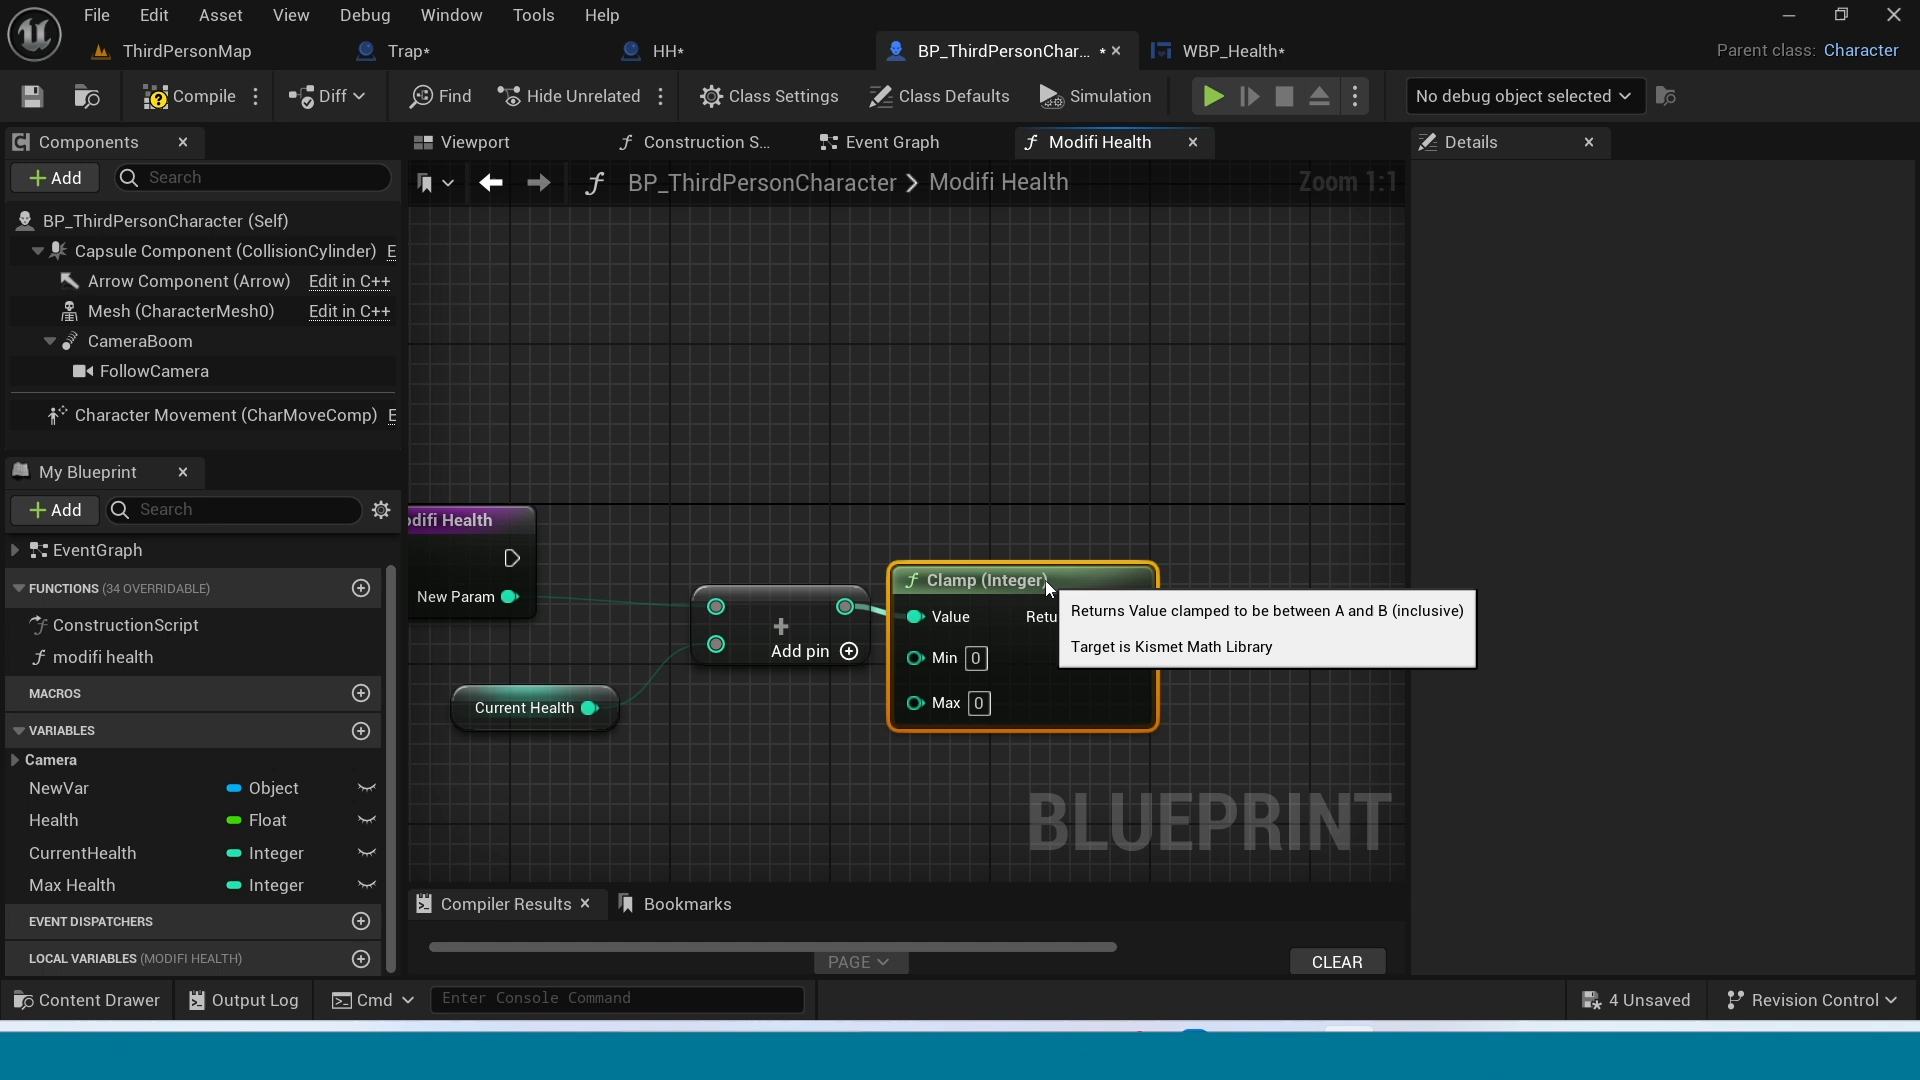 File Edit Asset View Debug Window Tools Help
ThirdPersonMap Trap* HH* BP_ThirdPersonChar... * WBP_Health* Parent class: Character
Compile Diff Find Hide Unrelated Class Settings Class Defaults Simulation No debug object selected
Components Viewport Construction S... Event Graph Modifi Health Details
Add Search BP_ThirdPersonCharacter > Modifi Health Zoom 1:1
BP_ThirdPersonCharacter (Self)
Capsule Component (CollisionCylinder) E
Arrow Component (Arrow) Edit in C++
Mesh (CharacterMesh0) Edit in C++
CameraBoom
FollowCamera
Character Movement (CharMoveComp) E
My Blueprint
Add Search
EventGraph
FUNCTIONS (34 OVERRIDABLE)
ConstructionScript
modifi health
MACROS
VARIABLES
Camera
NewVar Object
Health Float
CurrentHealth Integer
Max Health Integer
EVENT DISPATCHERS
LOCAL VARIABLES (MODIFI HEALTH)
odifi Health
New Param
Current Health
Add pin
Clamp (Integer)
Value Retu
Min 0
Max 0
Returns Value clamped to be between A and B (inclusive)
Target is Kismet Math Library
BLUEPRINT
Compiler Results Bookmarks
PAGE CLEAR
Content Drawer Output Log Cmd Enter Console Command 4 Unsaved Revision Control